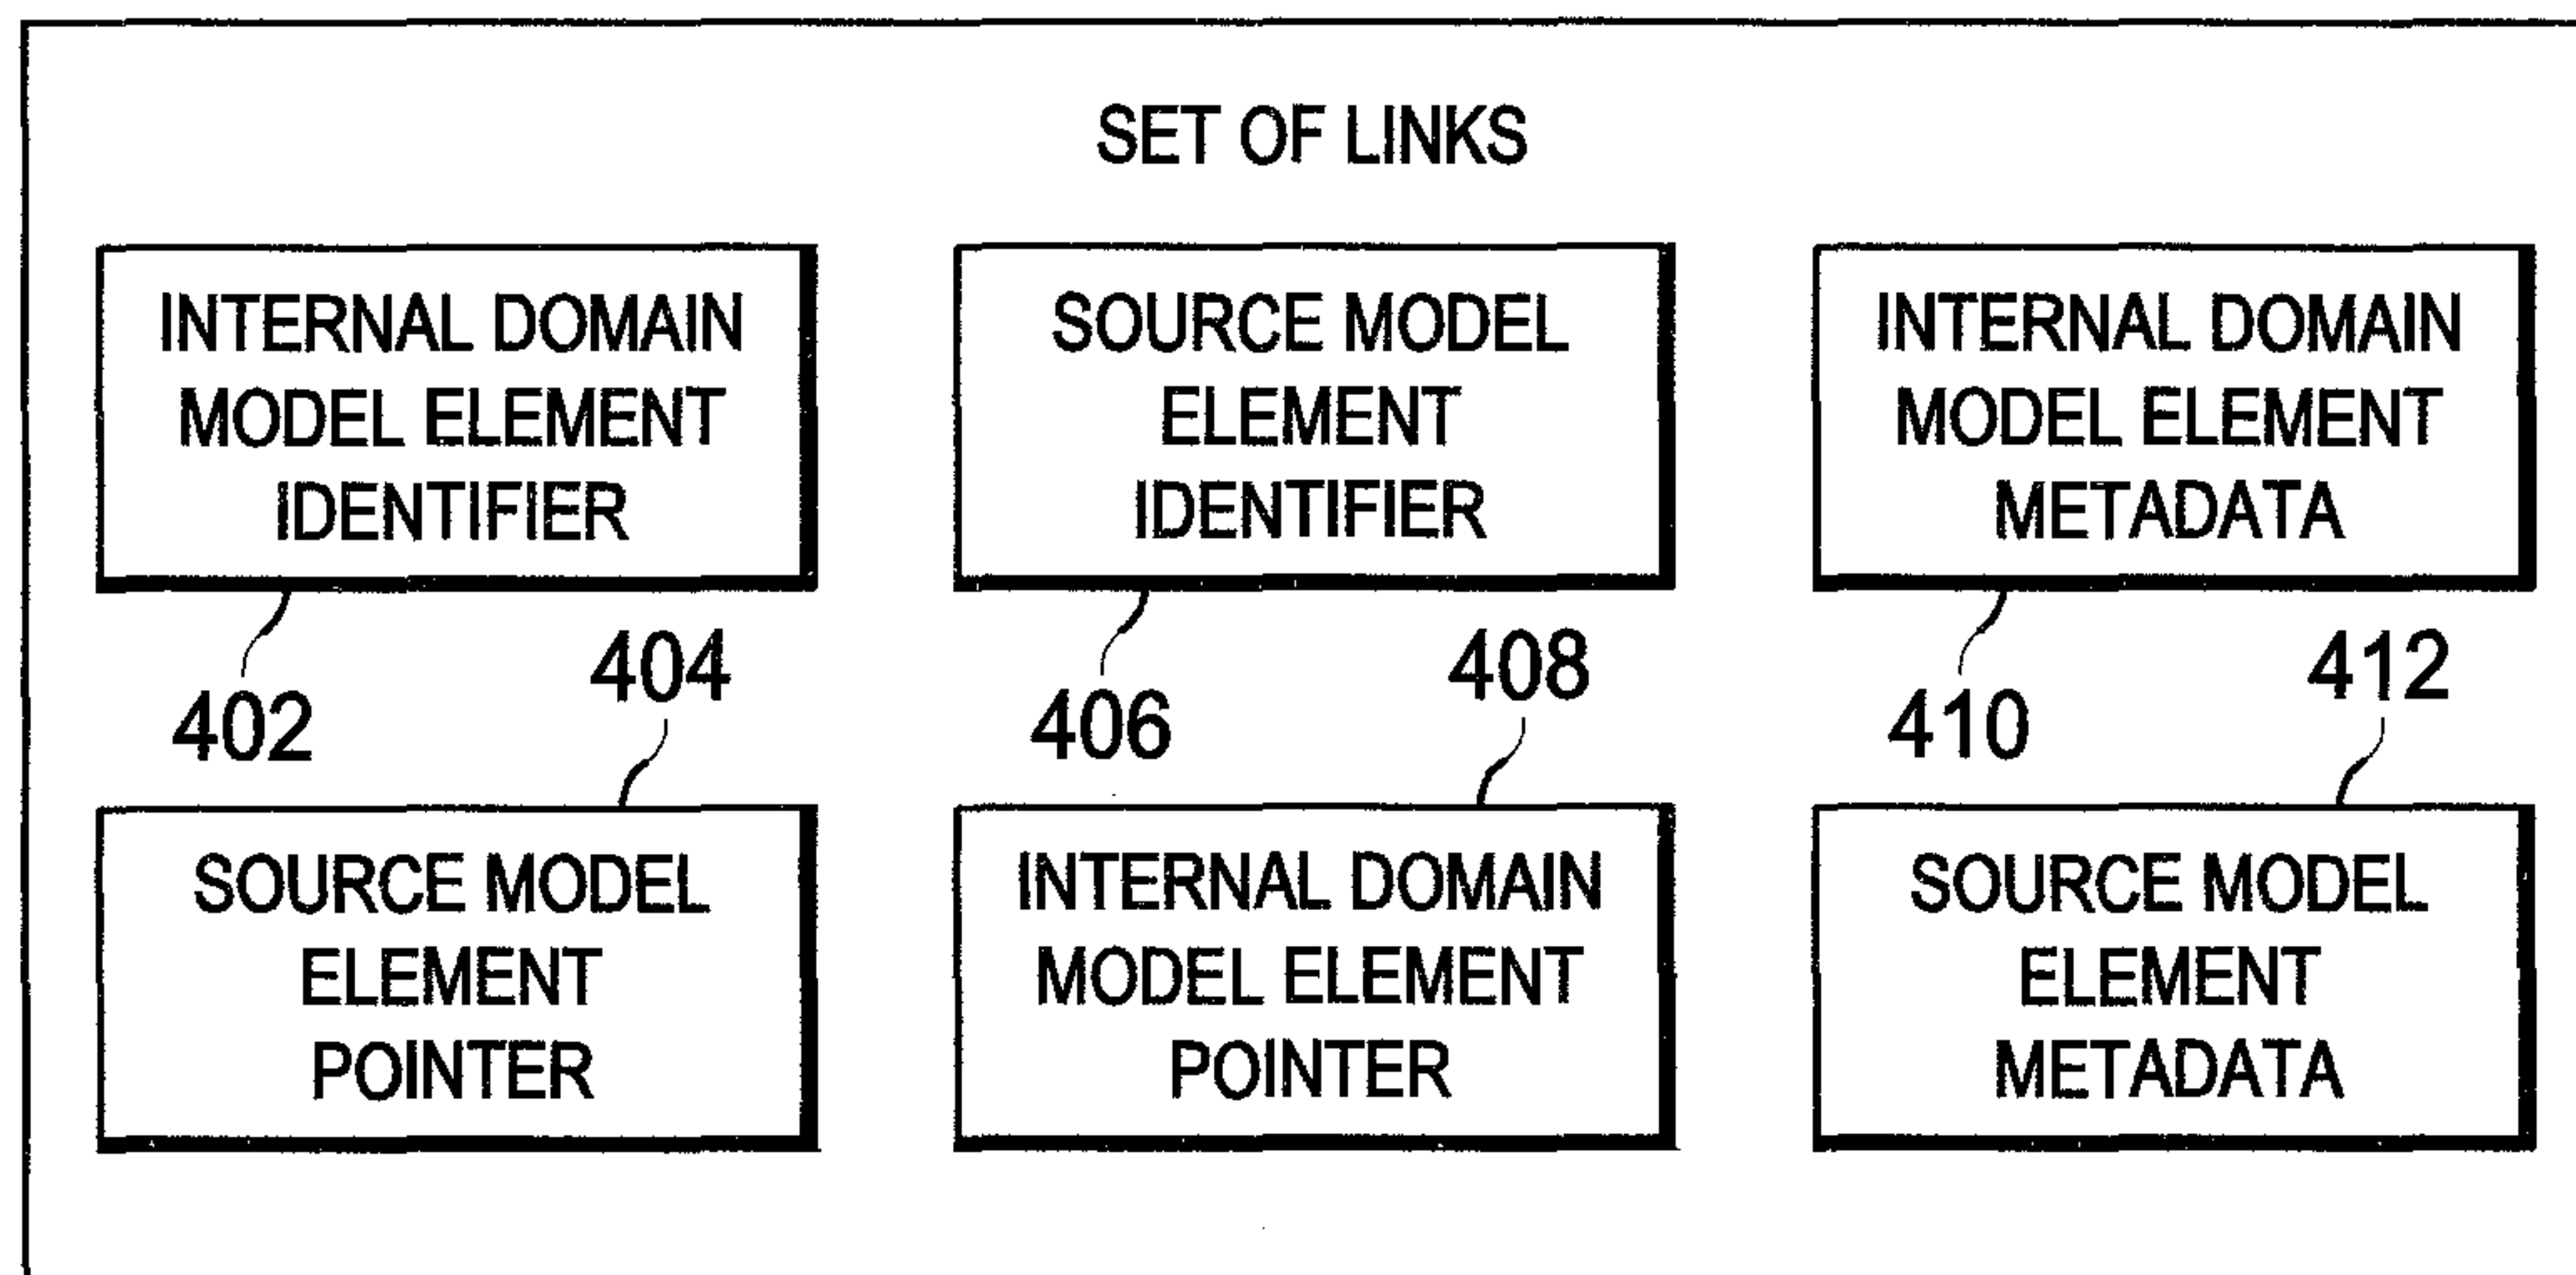 SET OF LINKS
INTERNAL DOMAIN
MODEL ELEMENT
IDENTIFIER
402
SOURCE MODEL
ELEMENT
IDENTIFIER
406
INTERNAL DOMAIN
MODEL ELEMENT
METADATA
410
404
SOURCE MODEL
ELEMENT
POINTER
408
INTERNAL DOMAIN
MODEL ELEMENT
POINTER
412
SOURCE MODEL
ELEMENT
METADATA